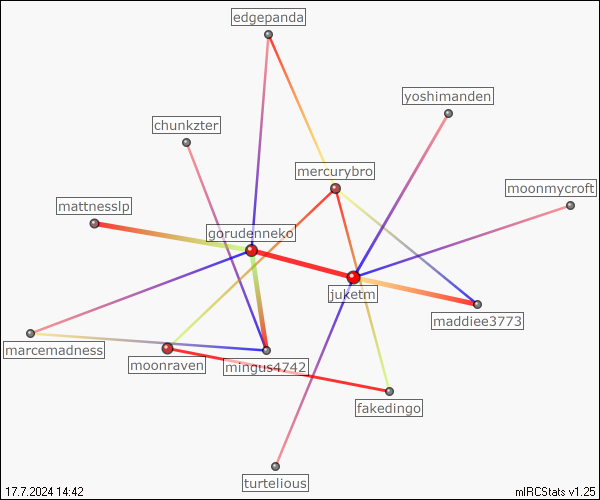 edgepanda
yoshimanden
chunkzter
mercurybro
moonmycroft
mattnesslp
gorudenneko
juketm
maddiee3773
marcemadness
moonraven
mingus4742
fakedingo
turtelious
17.7.2024 14:42
mIRCStats v1.25